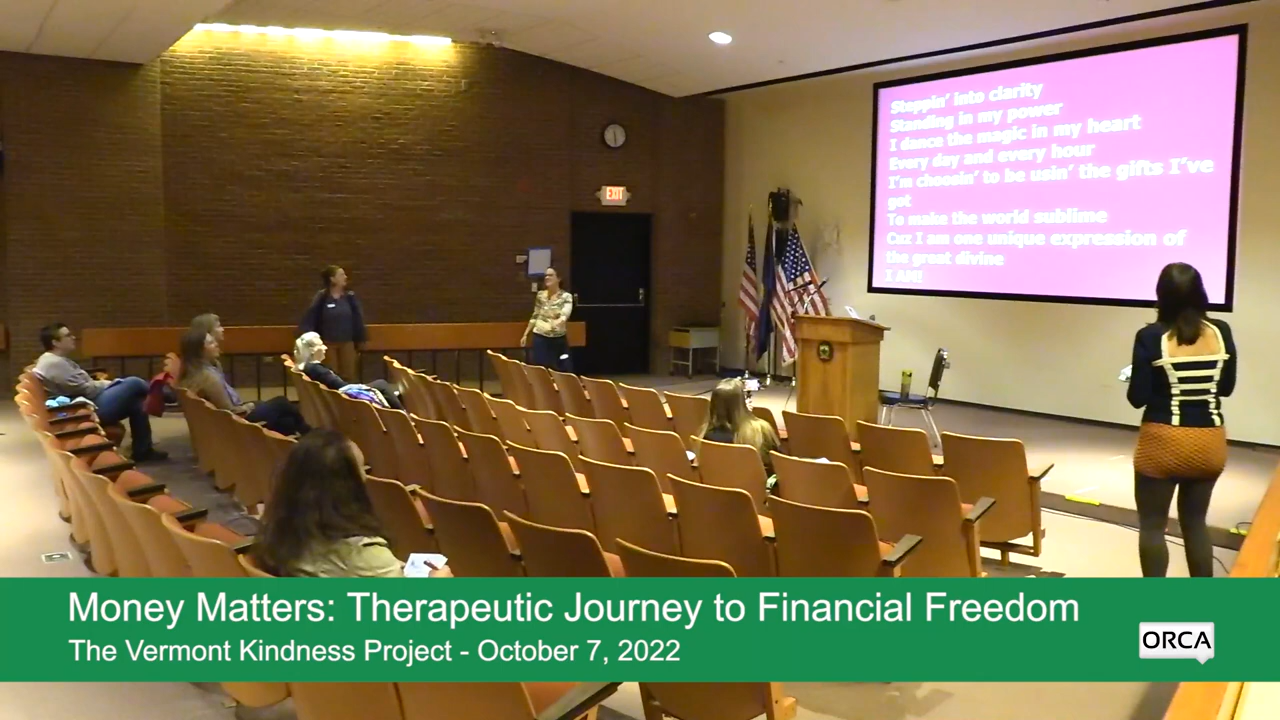 Steppin' into clarity
Standing in my power
I dance the magic in my heart
Every day and every hour
I'm choosin' to be usin' the gifts I've
got
To make the world sublime
Cuz I am one unique expression of
the great divine
I AM!
EXIT
Money Matters: Therapeutic Journey to Financial Freedom
The Vermont Kindness Project - October 7, 2022
ORCA